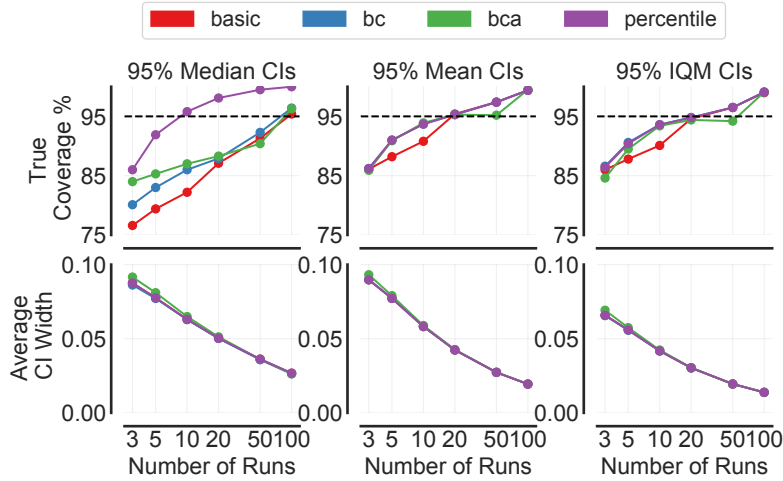 basic bc bca percentile
95% Median CIs 95% Mean CIs 95% IQM CIs
True
Coverage %
95 95 95
85 85 85
75 75 75
Average
CI Width
0.10 0.10 0.10
0.05 0.05 0.05
0.00 0.00 0.00
3 5 10 20 50 100 3 5 10 20 50 100 3 5 10 20 50 100
Number of Runs Number of Runs Number of Runs